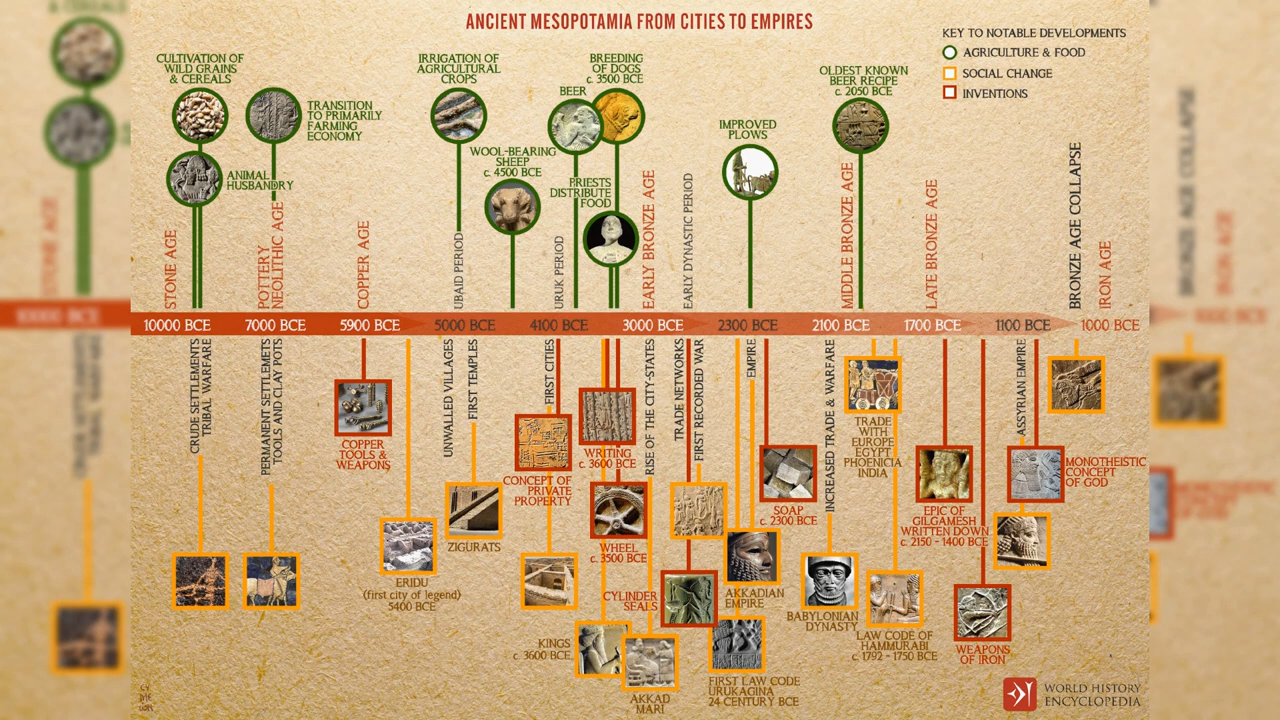 ANCIENT MESOPOTAMIA FROM CITIES TO EMPIRES
KEY TO NOTABLE DEVELOPMENTS
AGRICULTURE & FOOD
SOCIAL CHANGE
INVENTIONS
CULTIVATION OF
WILD GRAINS
& CEREALS
TRANSITION
TO PRIMARILY
FARMING
ECONOMY
ANIMAL
HUSBANDRY
IRRIGATION OF
AGRICULTURAL
CROPS
WOOL-BEARING
SHEEP
c. 4500 BCE
BEER
BREEDING
OF DOGS
c. 3500 BCE
PRIESTS
DISTRIBUTE
FOOD
IMPROVED
PLOWS
OLDEST KNOWN
BEER RECIPE
c. 2050 BCE
STONE AGE
POTTERY
NEOLITHIC AGE
COPPER AGE
UBAID PERIOD
URUK PERIOD
EARLY BRONZE AGE
EARLY DYNASTIC PERIOD
MIDDLE BRONZE AGE
LATE BRONZE AGE
BRONZE AGE COLLAPSE
IRON AGE
10000 BCE
7000 BCE
5900 BCE
5000 BCE
4100 BCE
3000 BCE
2300 BCE
2100 BCE
1700 BCE
1100 BCE
1000 BCE
CRUDE SETTLEMENTS
TRIBAL WARFARE
PERMANENT SETTLEMETS
TOOLS AND CLAY POTS
COPPER
TOOLS &
WEAPONS
ERIDU
(first city of legend)
5400 BCE
UNWALLED VILLAGES
FIRST TEMPLES
ZIGURATS
FIRST CITIES
CONCEPT OF
PRIVATE
PROPERTY
WRITING
c. 3600 BCE
WHEEL
c. 3500 BCE
KINGS
c. 3600 BCE
RISE OF THE CITY-STATES
AKKAD
MARI
TRADE NETWORKS
FIRST RECORDED WAR
CYLINDER
SEALS
EMPIRE
AKKADIAN
EMPIRE
FIRST LAW CODE
URUKAGINA
24 CENTURY BCE
SOAP
c. 2300 BCE
INCREASED TRADE & WARFARE
BABYLONIAN
DYNASTY
TRADE
WITH
EUROPE
EGYPT
PHOENICIA
INDIA
LAW CODE OF
HAMMURABI
c. 1792 - 1750 BCE
EPIC OF
GILGAMESH
WRITTEN DOWN
c. 2150 - 1400 BCE
WEAPONS
OF IRON
ASSYRIAN EMPIRE
MONOTHEISTIC
CONCEPT
OF GOD
WORLD HISTORY
ENCYCLOPEDIA